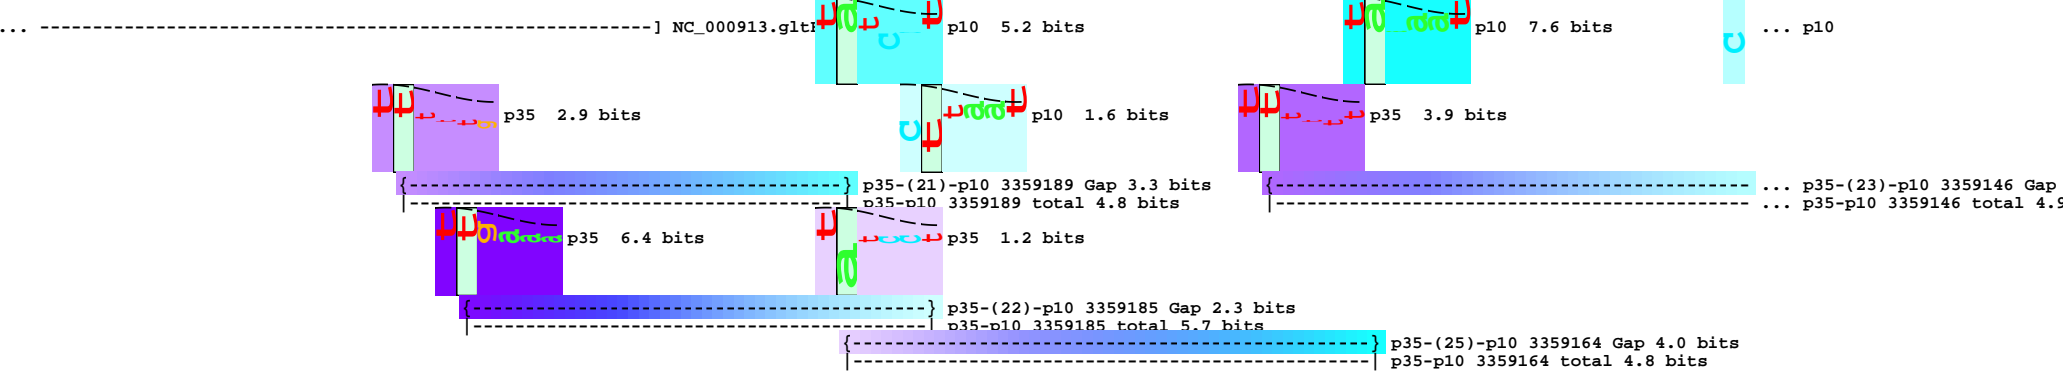 ... ------------------------------------------------------------] NC_000913.glt
p10 5.2 bits
p10 7.6 bits
... p10
p35 2.9 bits
p10 1.6 bits
p35 3.9 bits
p35-(21)-p10 3359189 Gap 3.3 bits
... p35-(23)-p10 3359146 Gap
p35-p10 3359189 total 4.8 bits
... p35-p10 3359146 total 4.9
p35 6.4 bits
p35 1.2 bits
p35-(22)-p10 3359185 Gap 2.3 bits
p35-p10 3359185 total 5.7 bits
p35-(25)-p10 3359164 Gap 4.0 bits
p35-p10 3359164 total 4.8 bits